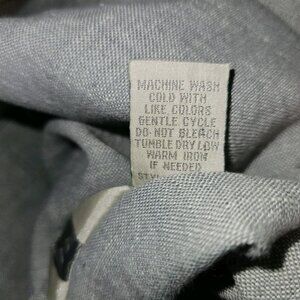 MACHINE WASH
COLD WITH
LIKE COLORS
GENTLE CYCLE
DO NOT BLEACH
TUMBLE DRY LOW
WARM IRON
IF NEEDED